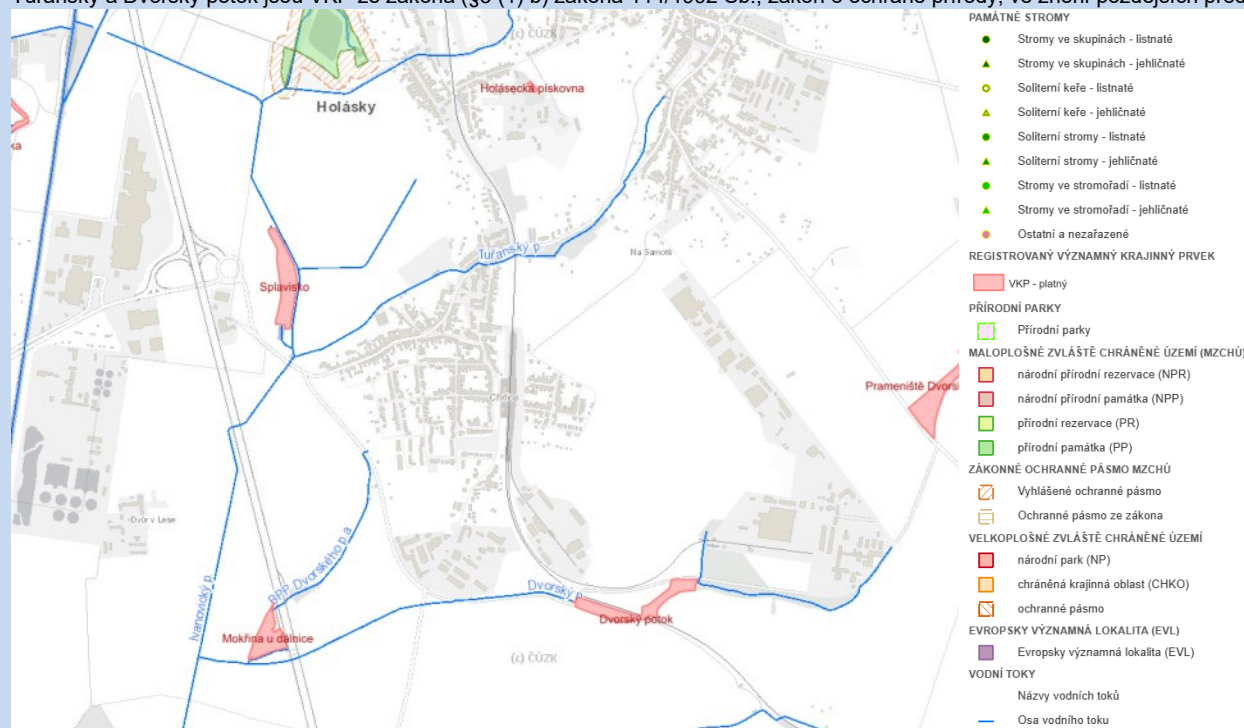 Tuřanský a Dvorský potok jsou VKP ze zákona (§3 (1) b) zákona 114/1992 Sb., zákon o ochraně přírody, ve znění pozdějších
(c) ČÚZK
Holásky
Holásecká pískovna
ka
Tuřanský p.
Na Samotě
Splavisko
Prameniště
Chrlice
Dvůr v Lese
Ivanovický p.
BPP Dvorského p a
Dvorský p.
Dvorský potok
Mokřina u dálnice
(c) ČÚZK
PAMÁTNÉ STROMY
Stromy ve skupinách - listnaté
Stromy ve skupinách - jehličnaté
Soliterní keře - listnaté
Soliterní keře - jehličnaté
Soliterní stromy - listnaté
Soliterní stromy - jehličnaté
Stromy ve stromořadí - listnaté
Stromy ve stromořadí - jehličnaté
Ostatní a nezařazené
REGISTROVANÝ VÝZNAMNÝ KRAJINNÝ PRVEK
VKP - platný
PŘÍRODNÍ PARKY
Přírodní parky
MALOPLOŠNÉ ZVLÁŠTĚ CHRÁNĚNÉ ÚZEMÍ (MZCHÚ)
národní přírodní rezervace (NPR)
národní přírodní památka (NPP)
přírodní rezervace (PR)
přírodní památka (PP)
ZÁKONNÉ OCHRANNÉ PÁSMO MZCHÚ
Vyhlášené ochranné pásmo
Ochranné pásmo ze zákona
VELKOPLOŠNÉ ZVLÁŠTĚ CHRÁNĚNÉ ÚZEMÍ
národní park (NP)
chráněná krajinná oblast (CHKO)
ochranné pásmo
EVROPSKY VÝZNAMNÁ LOKALITA (EVL)
Evropsky významná lokalita (EVL)
VODNÍ TOKY
Názvy vodních toků
Osa vodního toku